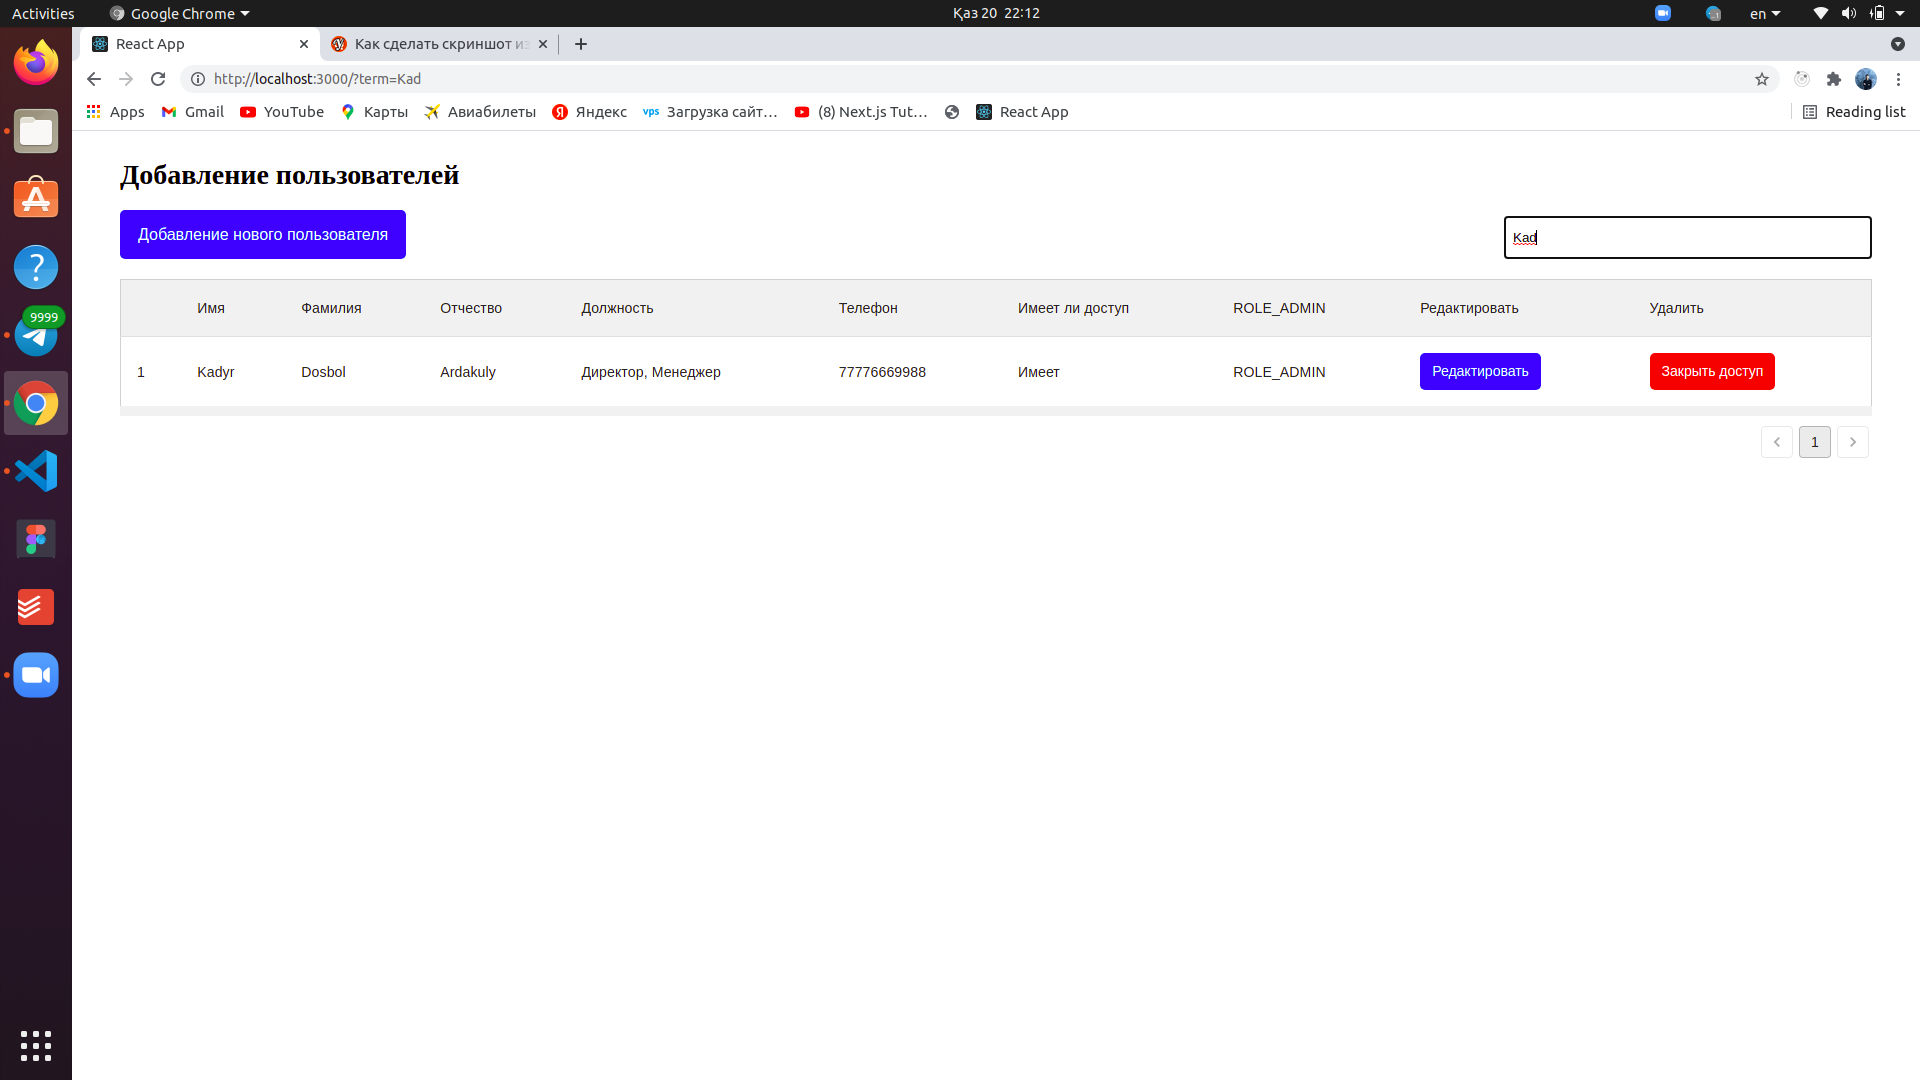 Activities Google Chrome Қаз 20 22:12 en
React App Как сделать скриншот из
http://localhost:3000/?term=Kad
Apps Gmail YouTube Карты Авиабилеты Яндекс vps Загрузка сайт… (8) Next.js Tut… React App Reading list
Добавление пользователей
Добавление нового пользователя Kad
Имя Фамилия Отчество Должность Телефон Имеет ли доступ ROLE_ADMIN Редактировать Удалить
1 Kadyr Dosbol Ardakuly Директор, Менеджер 77776669988 Имеет ROLE_ADMIN Редактировать Закрыть доступ
1
9999